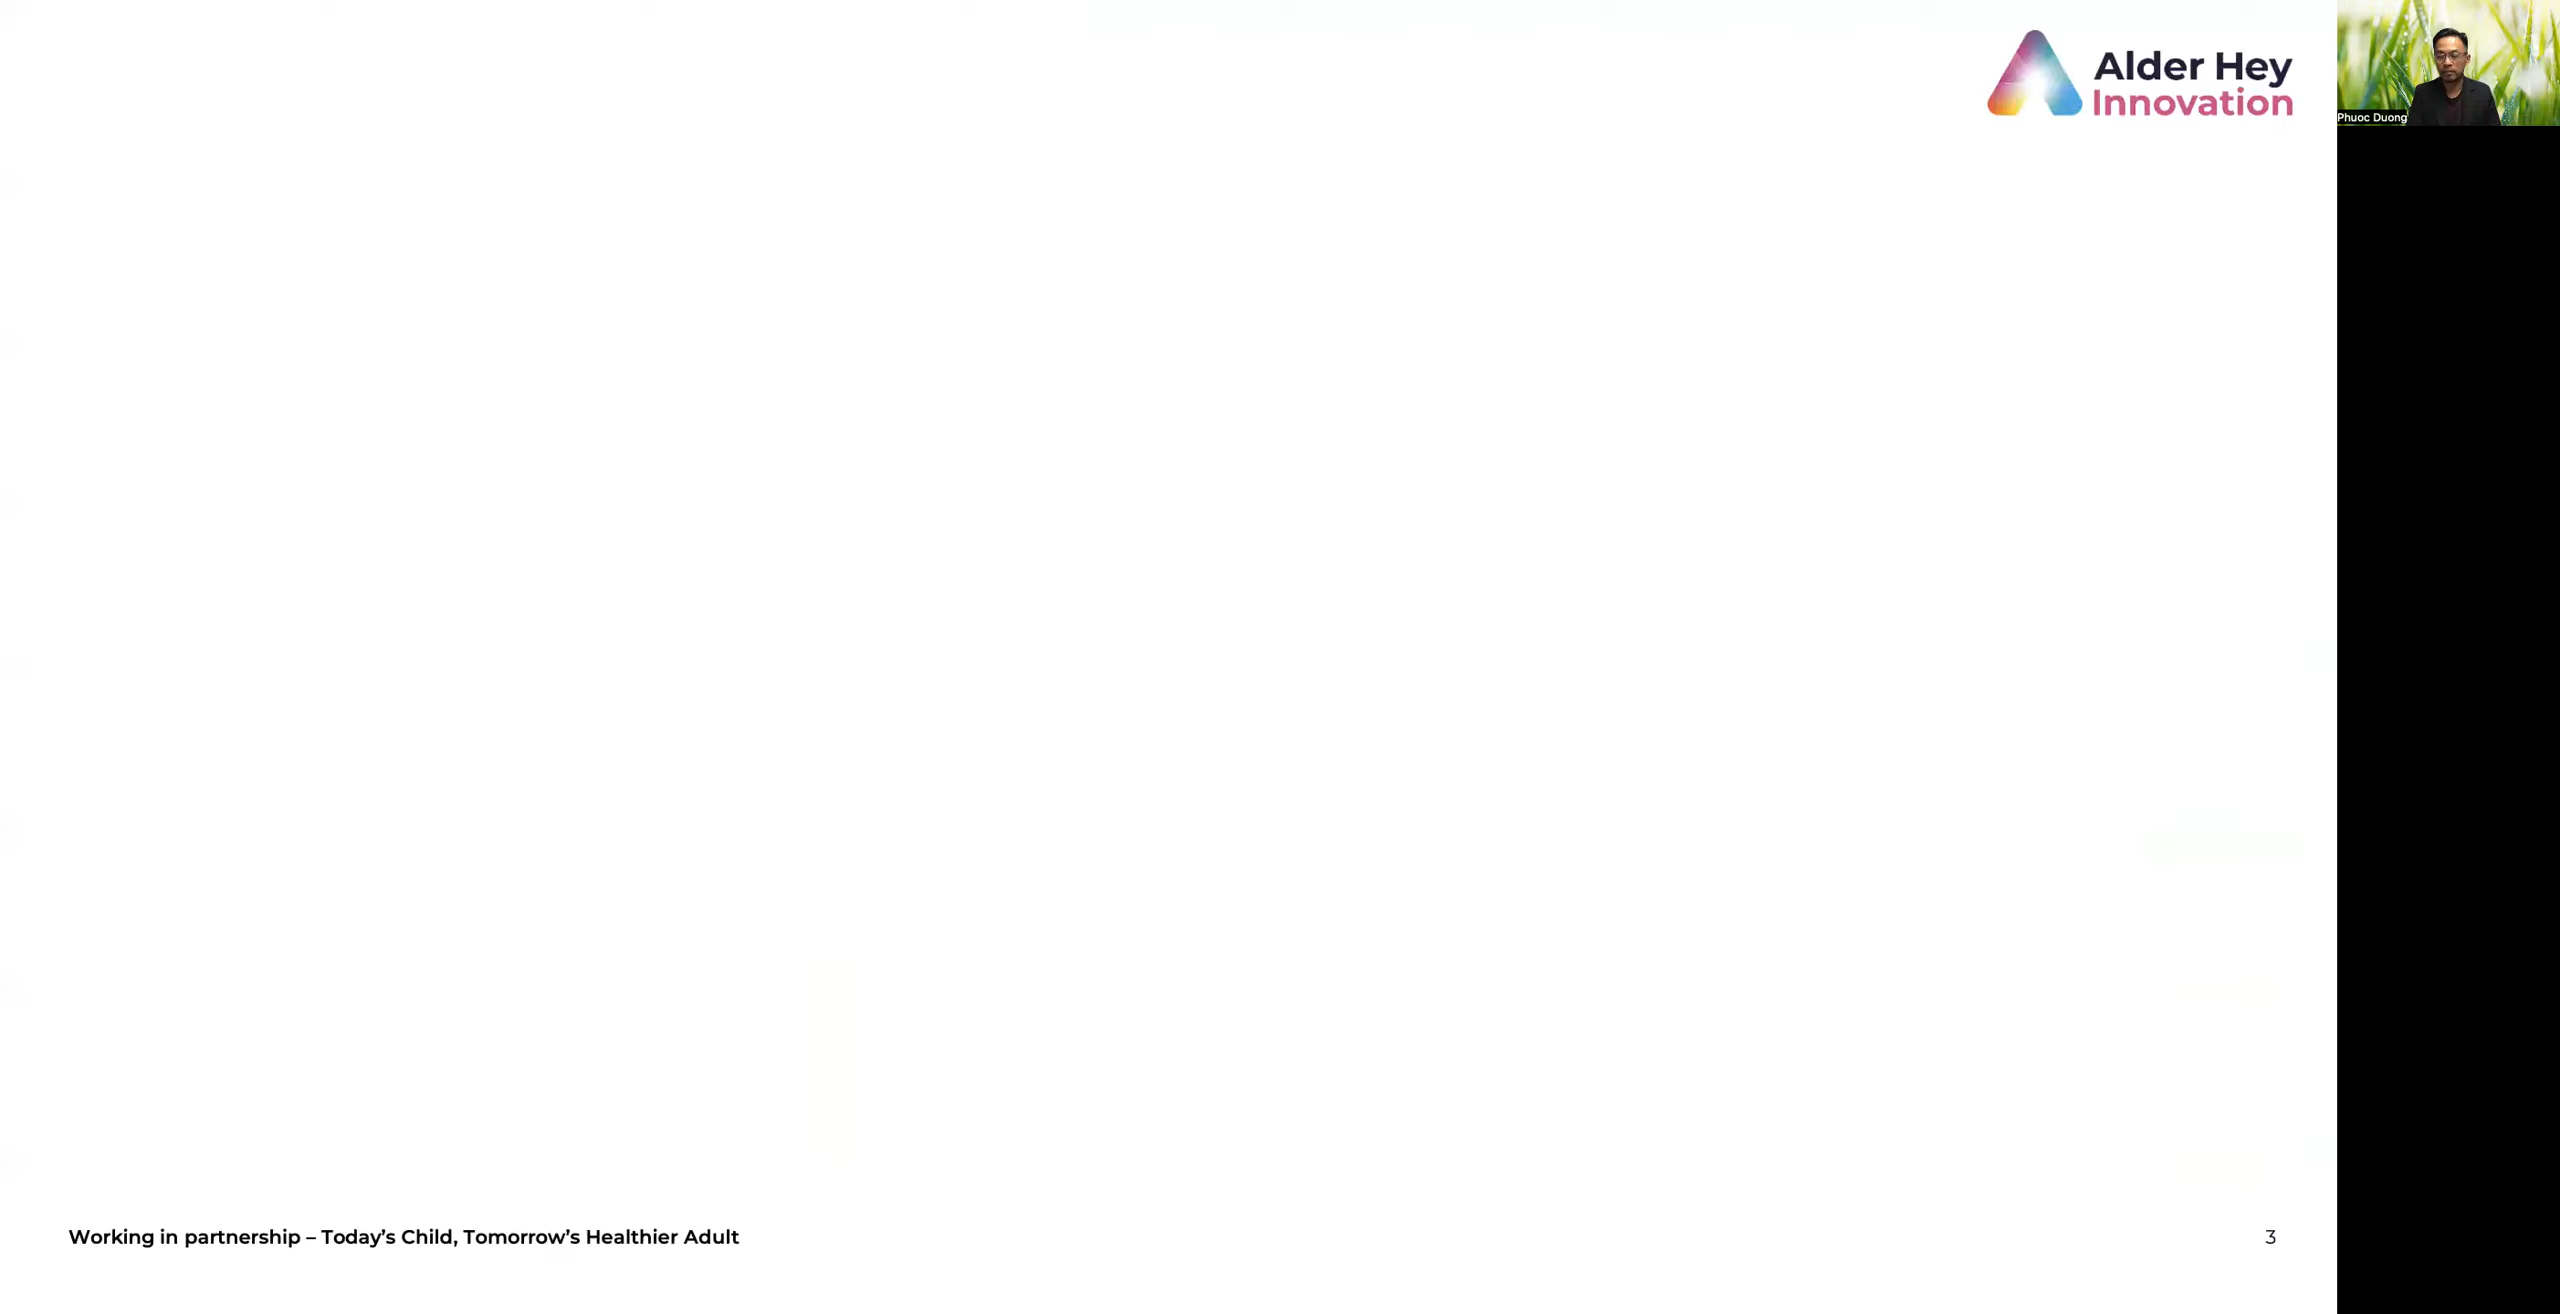 Alder Hey
Innovation
Phuoc Duong
Working in partnership – Today’s Child, Tomorrow’s Healthier Adult
3